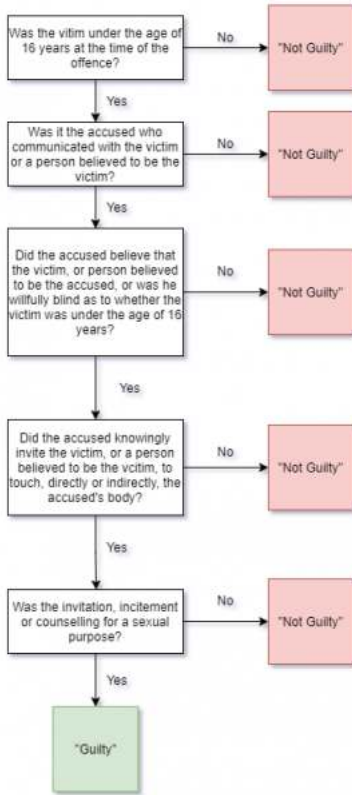 Was the vitim under the age of
16 years at the time of the
offence?
No
"Not Guilty"
Yes
Was it the accused who
communicated with the victim
or a person believed to be the
victim?
No
"Not Guilty"
Yes
Did the accused believe that
the victim, or person believed
to be the accused, or was he
willfully blind as to whether the
victim was under the age of 16
years?
No
"Not Guilty"
Yes
Did the accused knowingly
invite the victim, or a person
believed to be the vcitim, to
touch, directly or indirectly, the
accused's body?
No
"Not Guilty"
Yes
Was the invitation, incitement
or counselling for a sexual
purpose?
No
"Not Guilty"
Yes
"Guilty"